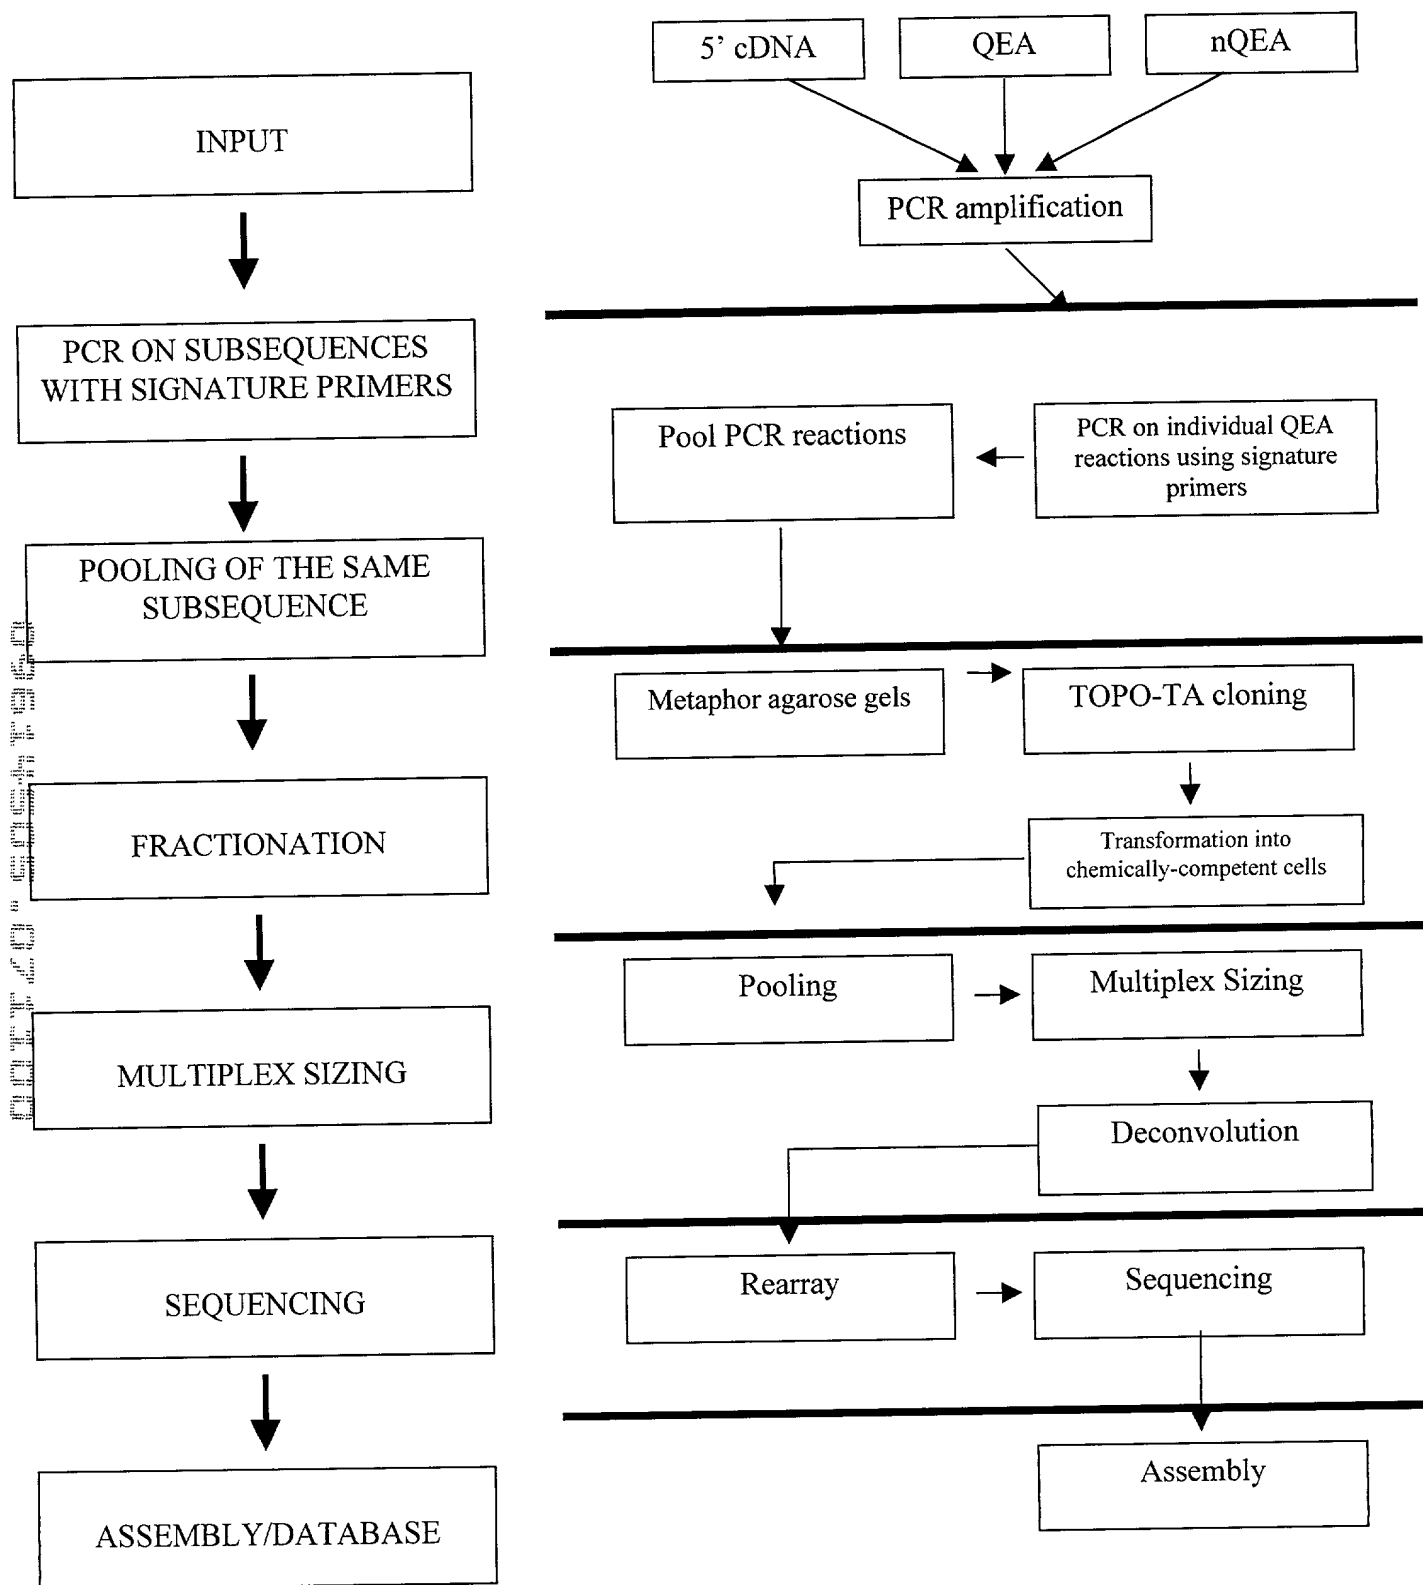 INPUT
PCR ON SUBSEQUENCES
WITH SIGNATURE PRIMERS
POOLING OF THE SAME
SUBSEQUENCE
FRACTIONATION
MULTIPLEX SIZING
SEQUENCING
ASSEMBLY/DATABASE
5’ cDNA
QEA
nQEA
PCR amplification
Pool PCR reactions
PCR on individual QEA
reactions using signature
primers
Metaphor agarose gels
TOPO-TA cloning
Transformation into
chemically-competent cells
Pooling
Multiplex Sizing
Deconvolution
Rearray
Sequencing
Assembly